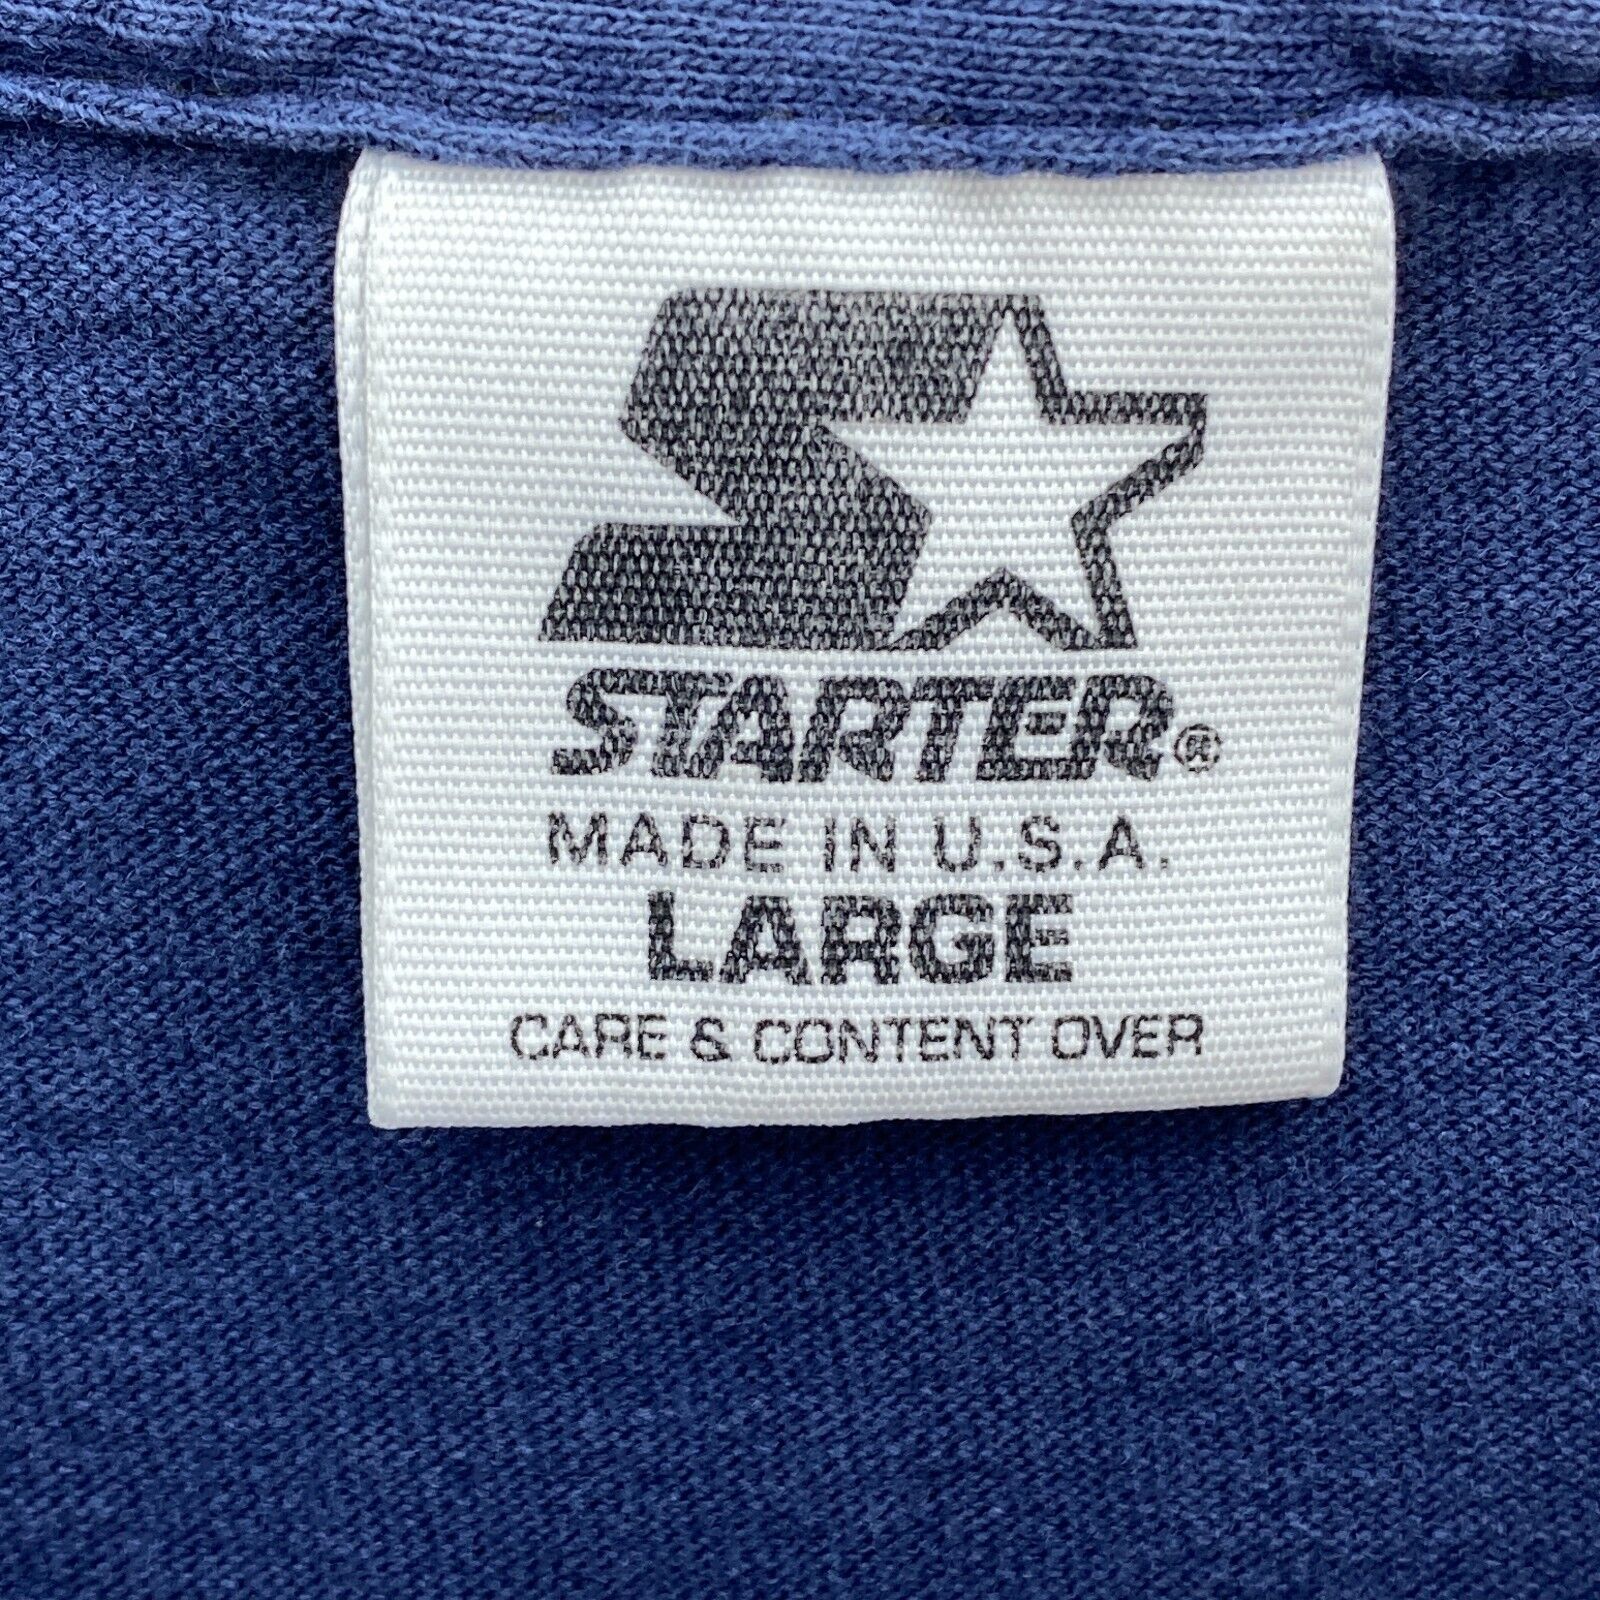 STARTER®
MADE IN U.S.A.
LARGE
CARE & CONTENT OVER